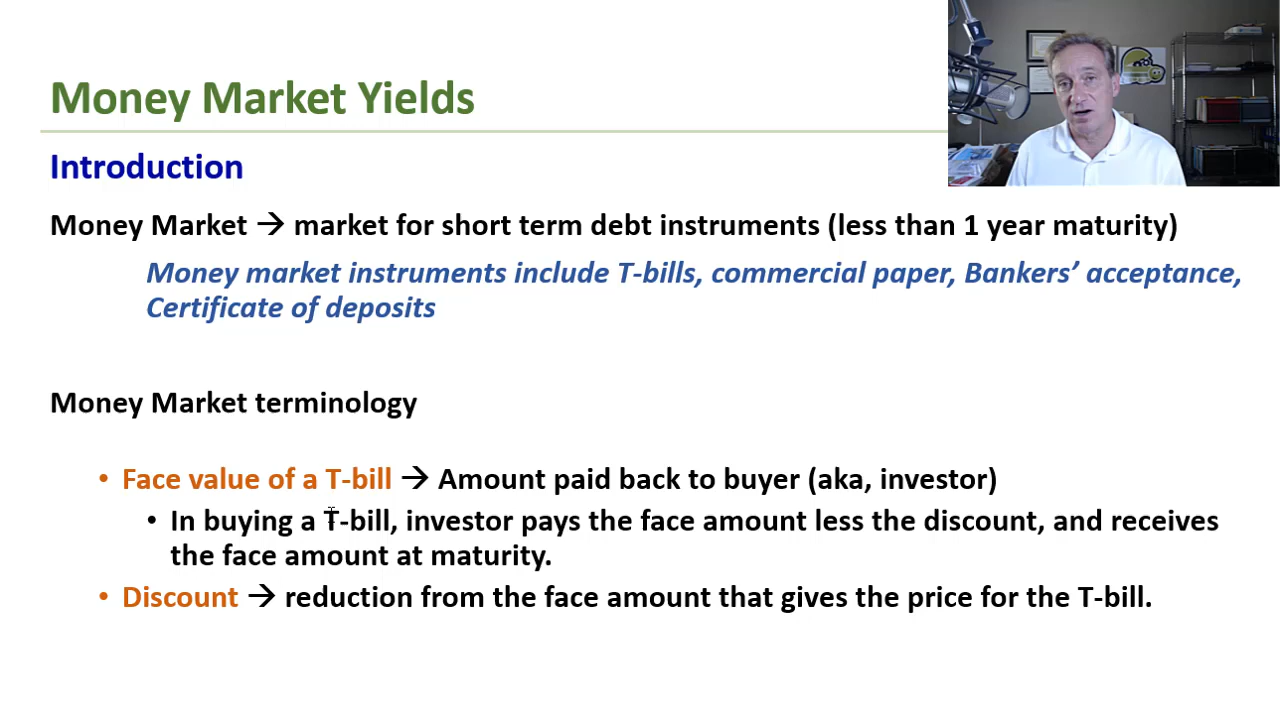 Money Market Yields
Introduction
Money Market → market for short term debt instruments (less than 1 year maturity)
Money market instruments include T-bills, commercial paper, Bankers’ acceptance,
Certificate of deposits
Money Market terminology
• Face value of a T-bill → Amount paid back to buyer (aka, investor)
• In buying a T-bill, investor pays the face amount less the discount, and receives
the face amount at maturity.
• Discount → reduction from the face amount that gives the price for the T-bill.